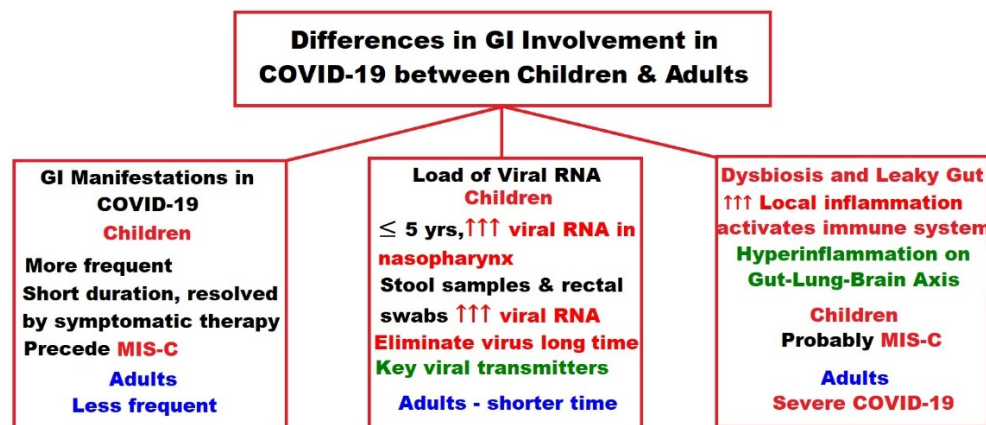 Differences in GI Involvement in
COVID-19 between Children & Adults
GI Manifestations in
COVID-19
Children
More frequent
Short duration, resolved
by symptomatic therapy
Precede MIS-C
Adults
Less frequent
Load of Viral RNA
Children
≤ 5 yrs,↑↑↑ viral RNA in
nasopharynx
Stool samples & rectal
swabs ↑↑↑ viral RNA
Eliminate virus long time
Key viral transmitters
Adults - shorter time
Dysbiosis and Leaky Gut
↑↑↑ Local inflammation
activates immune system
Hyperinflammation on
Gut-Lung-Brain Axis
Children
Probably MIS-C
Adults
Severe COVID-19